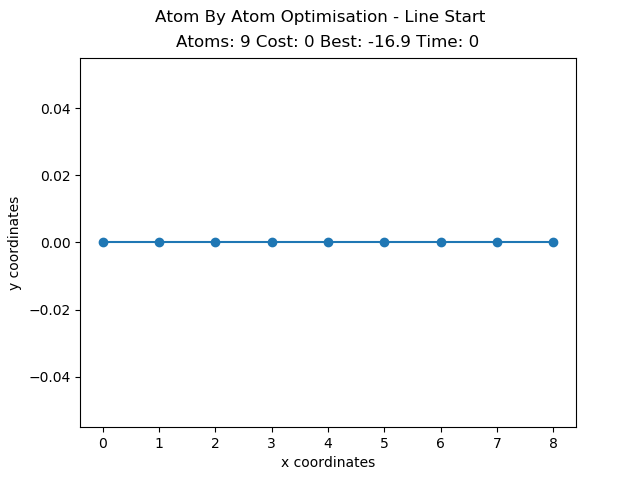 Atom By Atom Optimisation - Line Start
Atoms: 9 Cost: 0 Best: -16.9 Time: 0
y coordinates
0.04
0.02
0.00
−0.02
−0.04
0 1 2 3 4 5 6 7 8
x coordinates